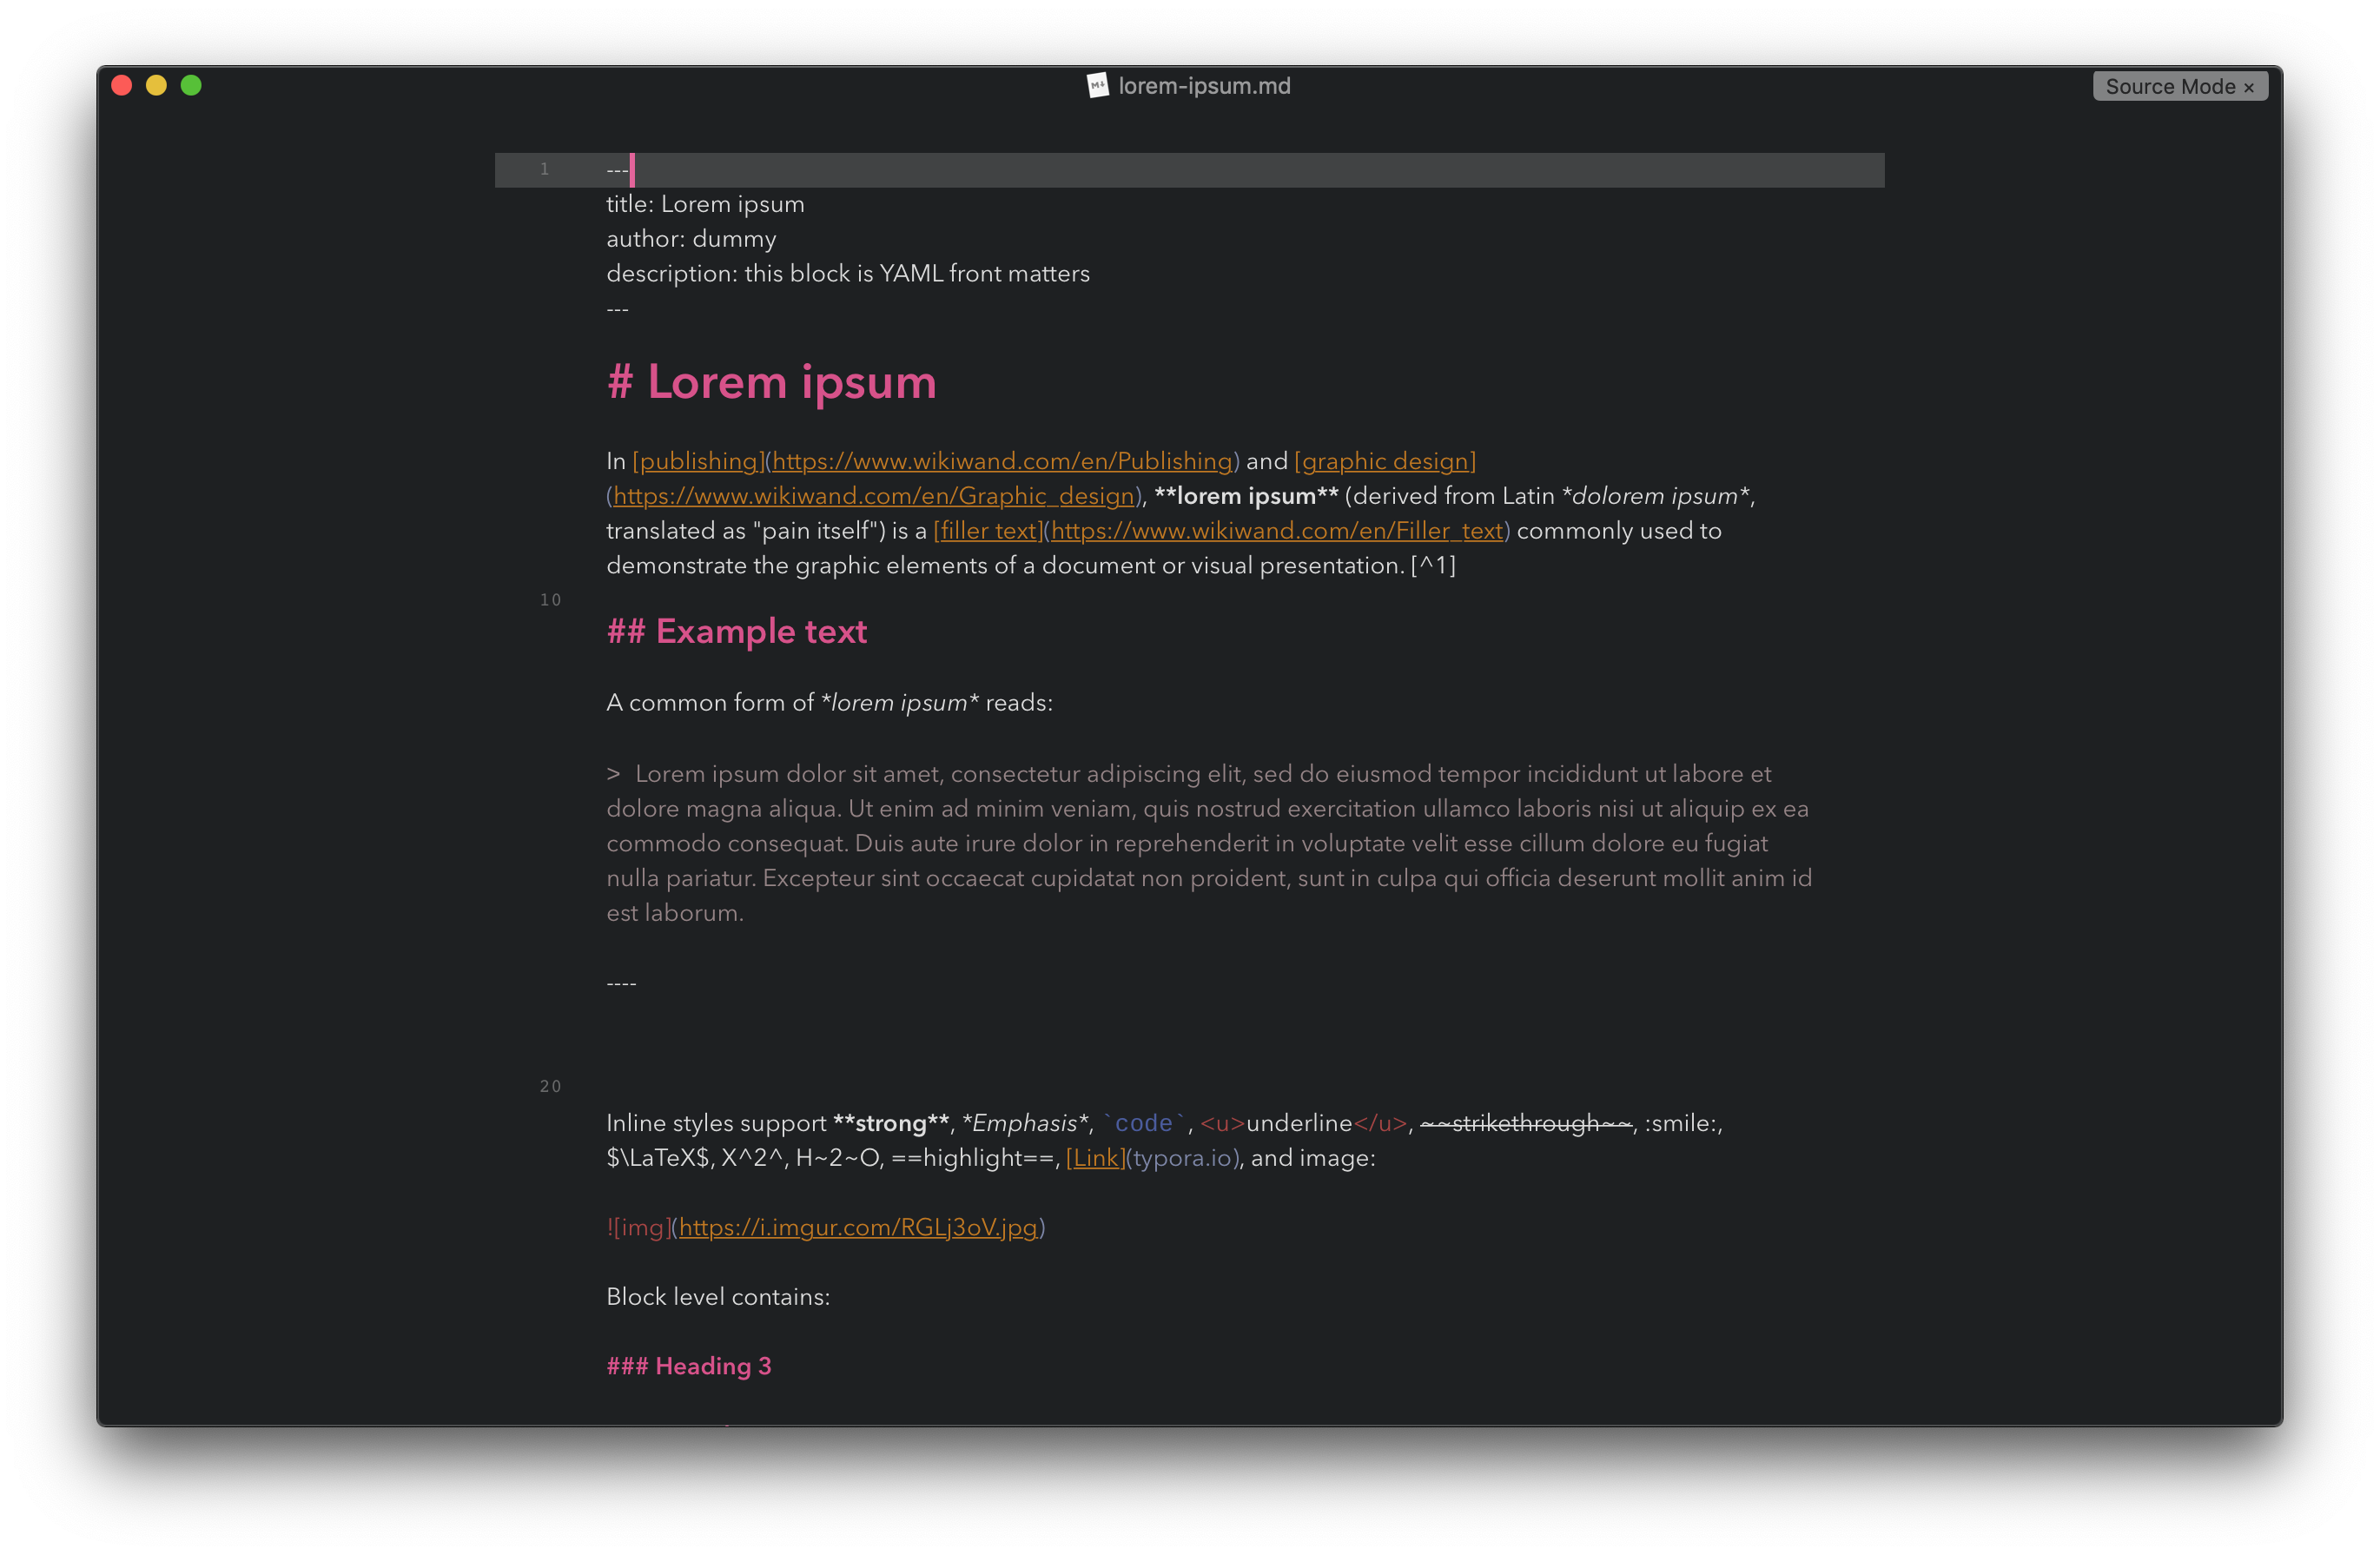 lorem-ipsum.md
Source Mode ×
1 ---
title: Lorem ipsum
author: dummy
description: this block is YAML front matters
---
# Lorem ipsum
In [publishing](https://www.wikiwand.com/en/Publishing) and [graphic design]
(https://www.wikiwand.com/en/Graphic_design), **lorem ipsum** (derived from Latin *dolorem ipsum*,
translated as "pain itself") is a [filler text](https://www.wikiwand.com/en/Filler_text) commonly used to
demonstrate the graphic elements of a document or visual presentation. [^1]
10
## Example text
A common form of *lorem ipsum* reads:
> Lorem ipsum dolor sit amet, consectetur adipiscing elit, sed do eiusmod tempor incididunt ut labore et
dolore magna aliqua. Ut enim ad minim veniam, quis nostrud exercitation ullamco laboris nisi ut aliquip ex ea
commodo consequat. Duis aute irure dolor in reprehenderit in voluptate velit esse cillum dolore eu fugiat
nulla pariatur. Excepteur sint occaecat cupidatat non proident, sunt in culpa qui officia deserunt mollit anim id
est laborum.
----
20
Inline styles support **strong**, *Emphasis*, `code`, <u>underline</u>, ~~strikethrough~~, :smile:,
$\LaTeX$, X^2^, H~2~O, ==highlight==, [Link](typora.io), and image:
![img](https://i.imgur.com/RGLj3oV.jpg)
Block level contains:
### Heading 3